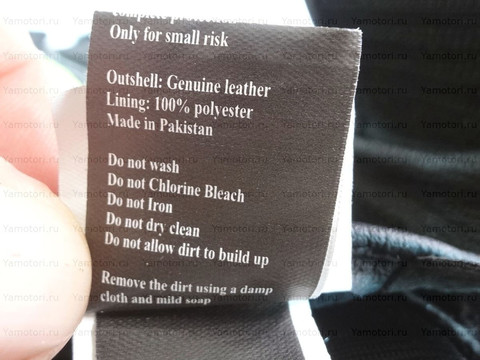 Only for small risk
Outshell: Genuine leather
Lining: 100% polyester
Made in Pakistan
Do not wash
Do not Chlorine Bleach
Do not Iron
Do not dry clean
Do not allow dirt to build up
Remove the dirt using a damp
cloth and mild soap
Yamotori.ru